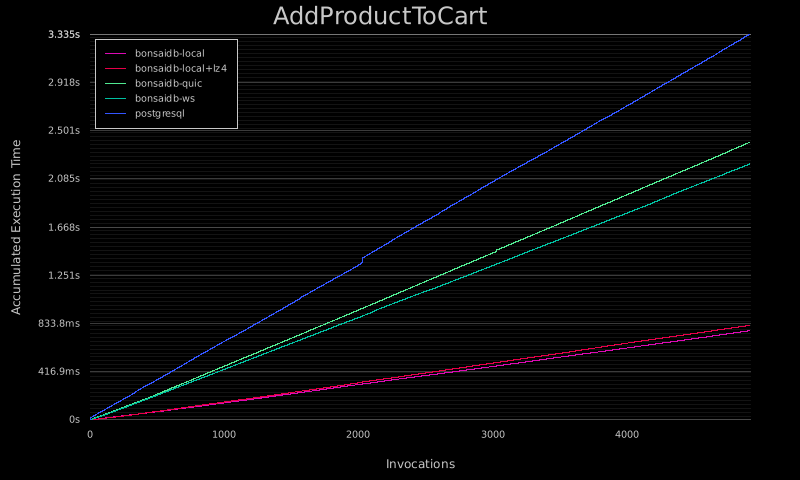 AddProductToCart
3.335s
bonsaidb-local
bonsaidb-local+lz4
bonsaidb-quic
bonsaidb-ws
postgresql
2.918s
2.501s
2.085s
1.668s
1.251s
833.8ms
416.9ms
0s
Accumulated Execution Time
0 1000 2000 3000 4000
Invocations